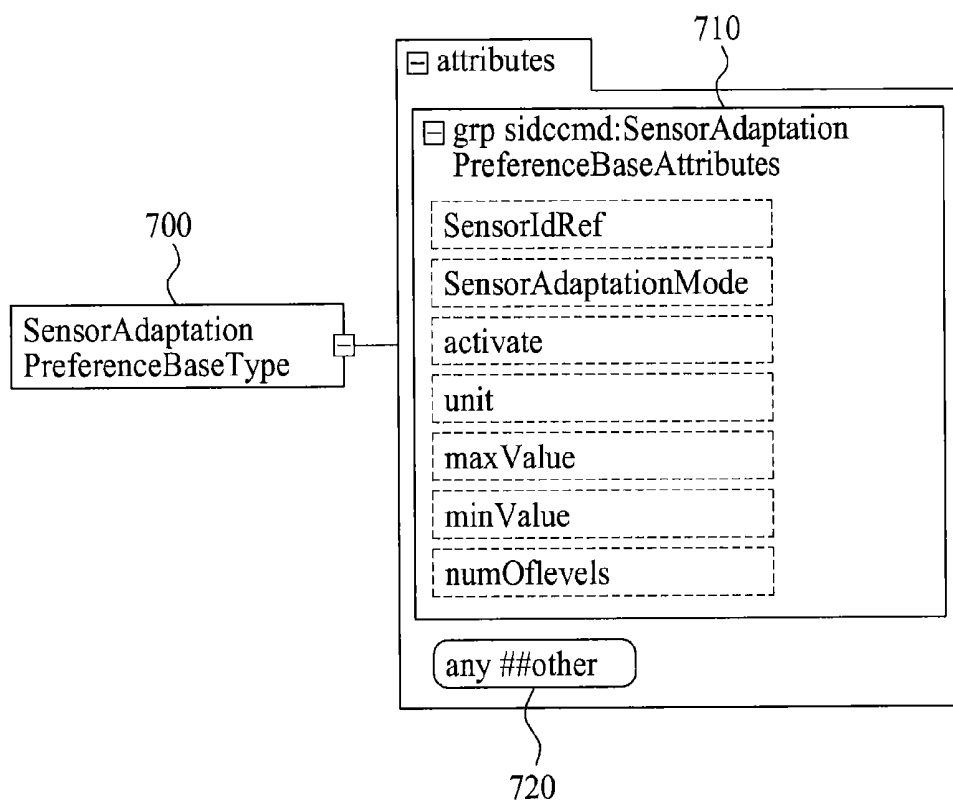 710
attributes
grp sidccmd:SensorAdaptation
PreferenceBaseAttributes
SensorIdRef
SensorAdaptationMode
activate
unit
maxValue
minValue
numOflevels
any ##other
720
700
SensorAdaptation
PreferenceBaseType